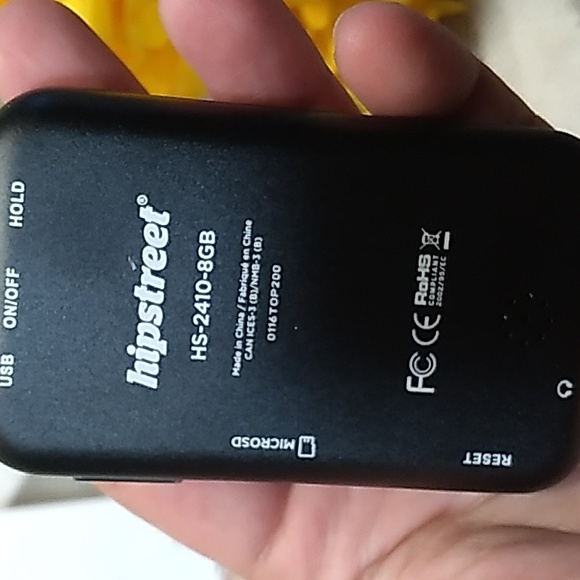 USB
ON/OFF
HOLD
hipstreet®
HS-2410-8GB
Made in China / Fabriqué en Chine
CAN ICES-3 (B)/NMB-3 (B)
0116TOP200
MICROSD
FC CE RoHS
COMPLIANT
2002/95/EC
RESET